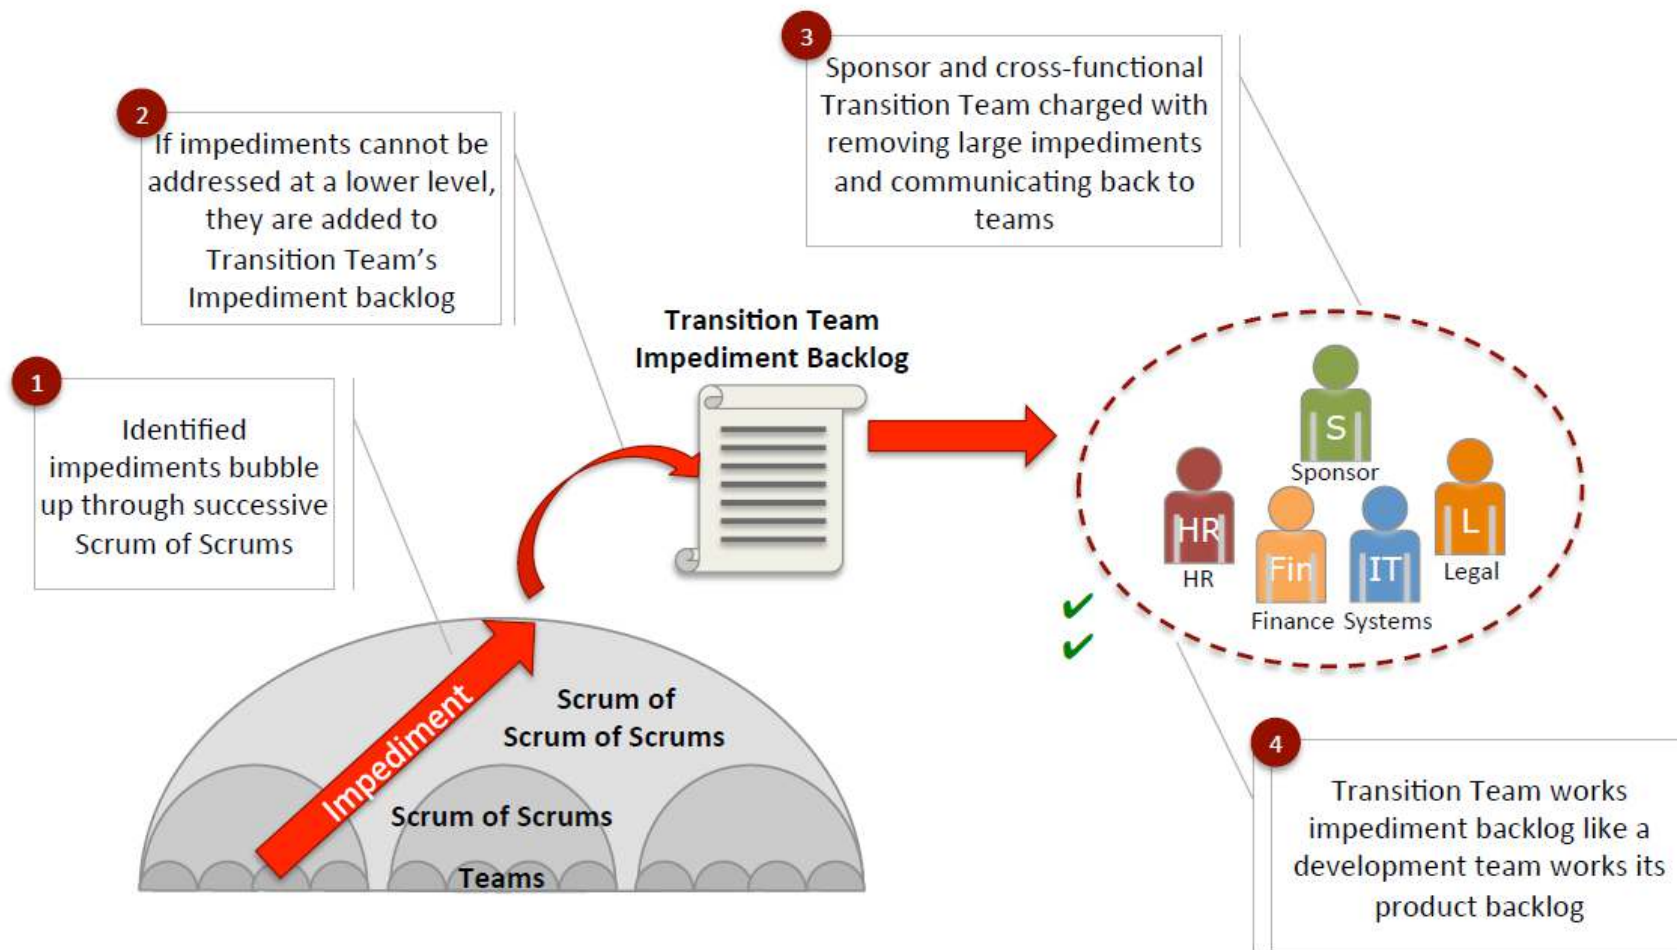 1
Identified
impediments bubble
up through successive
Scrum of Scrums
2
If impediments cannot be
addressed at a lower level,
they are added to
Transition Team’s
Impediment backlog
3
Sponsor and cross-functional
Transition Team charged with
removing large impediments
and communicating back to
teams
Transition Team
Impediment Backlog
S
Sponsor
HR
HR
Fin
Finance
IT
Systems
L
Legal
Impediment
Scrum of
Scrum of Scrums
Scrum of Scrums
Teams
4
Transition Team works
impediment backlog like a
development team works its
product backlog